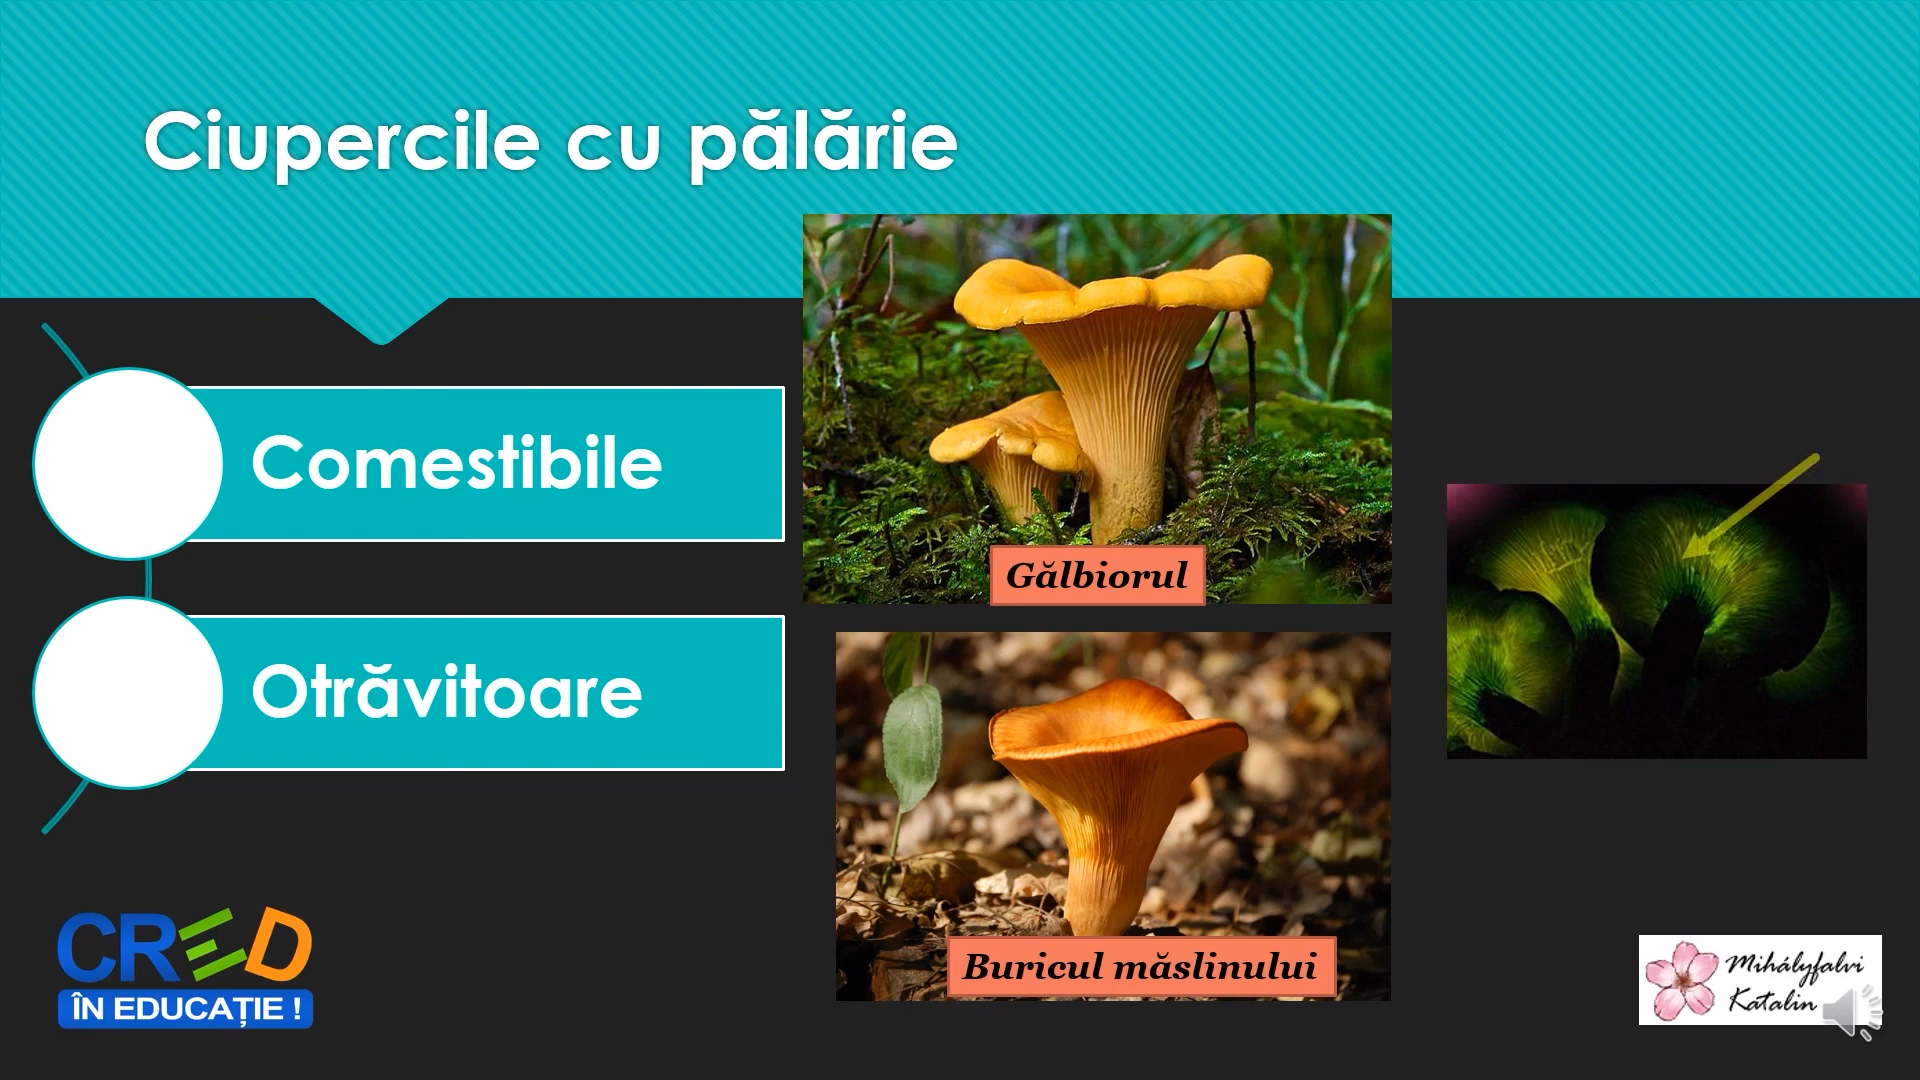 Ciupercile cu pălărie
Comestibile
Gălbiorul
Otrăvitoare
Buricul măslinului
CRED
ÎN EDUCAȚIE !
Mihályfalvi
Katalin